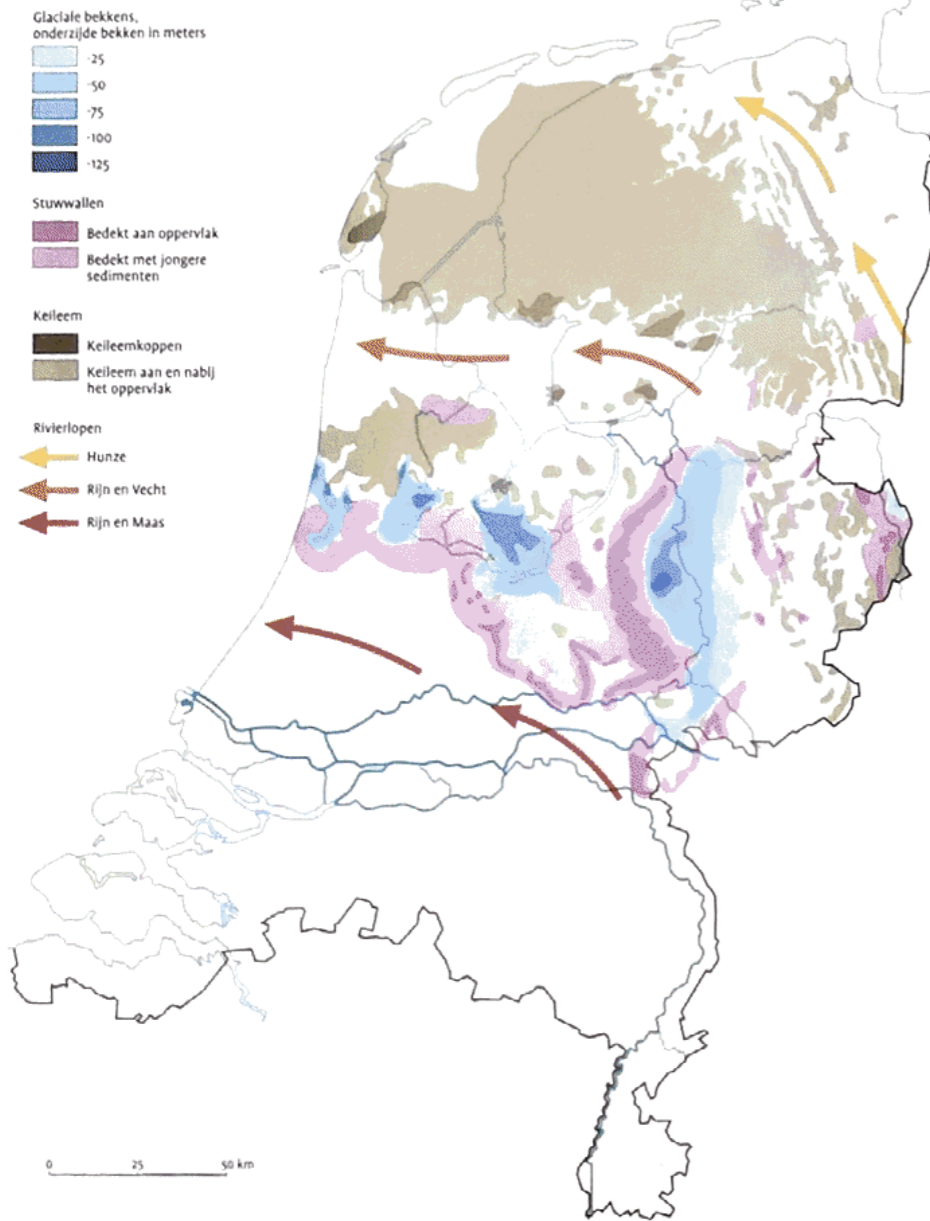 Glaciale bekkens,
onderzijde bekken in meters
-25
-50
-75
-100
-125
Stuwwallen
Bedekt aan oppervlak
Bedekt met jongere
sedimenten
Keileem
Keileemkoppen
Keileem aan en nabij
het oppervlak
Rivierlopen
Hunze
Rijn en Vecht
Rijn en Maas
0 25 50 km